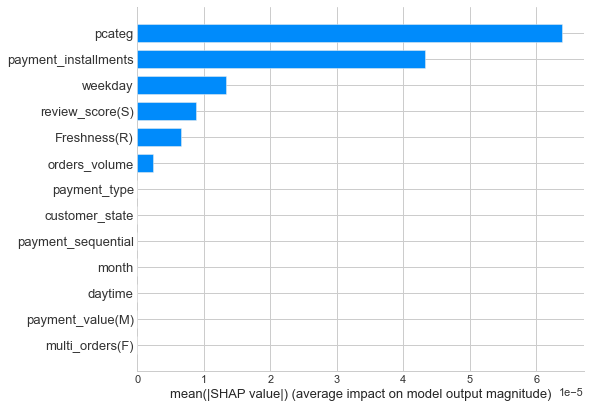 pcateg
payment_installments
weekday
review_score(S)
Freshness(R)
orders_volume
payment_type
customer_state
payment_sequential
month
daytime
payment_value(M)
multi_orders(F)
0 1 2 3 4 5 6
1e−5
mean(|SHAP value|) (average impact on model output magnitude)